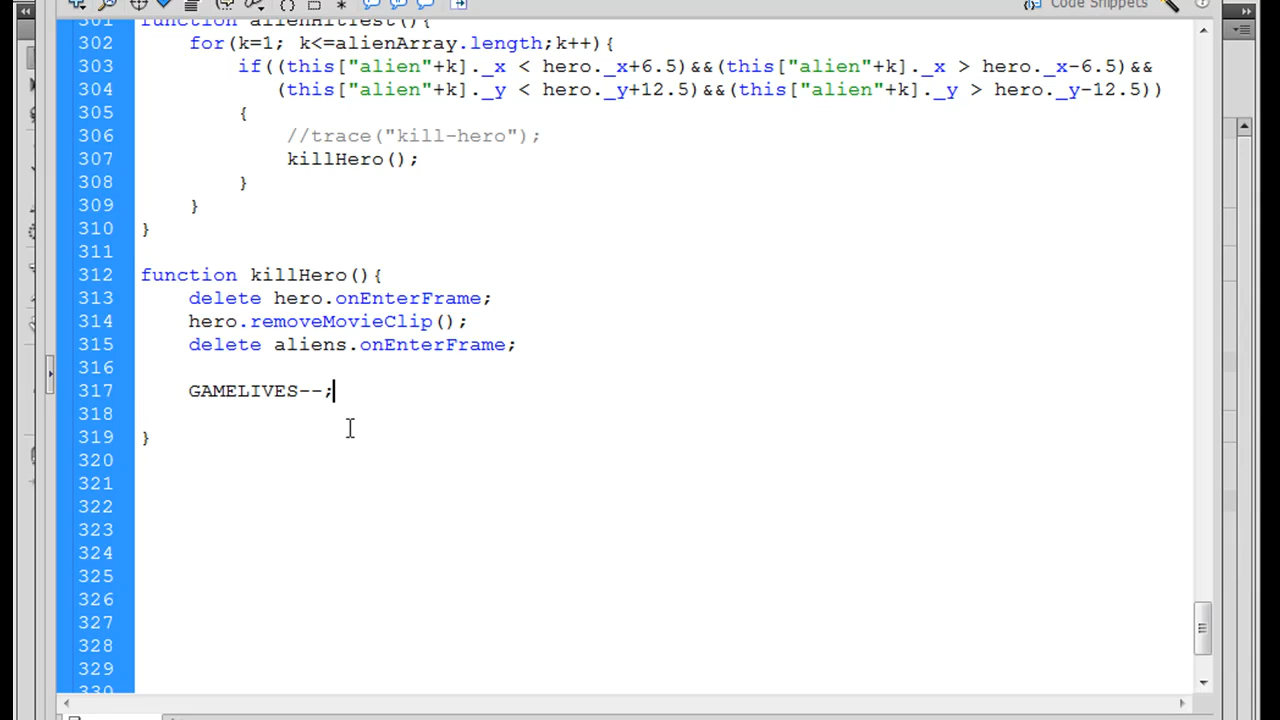 Code Snippets
301 function alienHitTest(){
302 for(k=1; k<=alienArray.length;k++){
303 if((this["alien"+k]._x < hero._x+6.5)&&(this["alien"+k]._x > hero._x-6.5)&&
304 (this["alien"+k]._y < hero._y+12.5)&&(this["alien"+k]._y > hero._y-12.5))
305 {
306 //trace("kill-hero");
307 killHero();
308 }
309 }
310 }
311
312 function killHero(){
313 delete hero.onEnterFrame;
314 hero.removeMovieClip();
315 delete aliens.onEnterFrame;
316
317 GAMELIVES--;
318
319 }
320
321
322
323
324
325
326
327
328
329
330